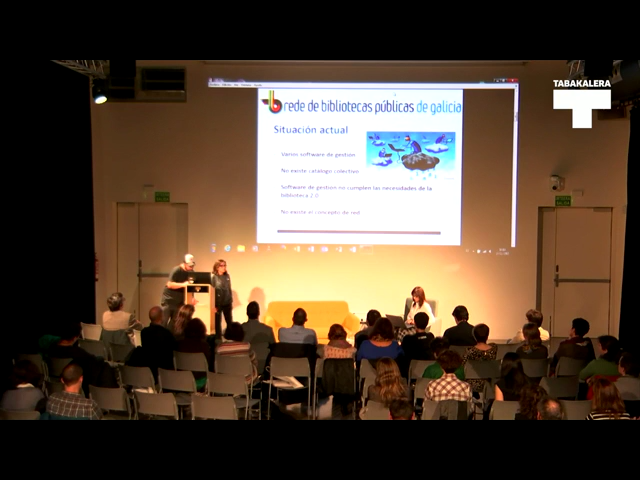 TABAKALERA
rede de bibliotecas públicas de galicia
Situación actual
Varios software de gestión
No existe catálogo colectivo
Software de gestión no cumplen las necesidades de la
biblioteca 2.0
No existe el concepto de red